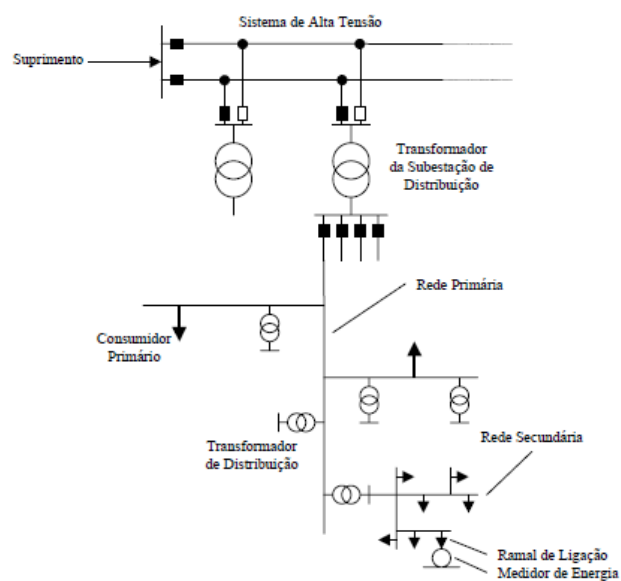 Sistema de Alta Tensão
Suprimento
Transformador
da Subestação de
Distribuição
Rede Primária
Consumidor
Primário
Rede Secundária
Transformador
de Distribuição
Ramal de Ligação
Medidor de Energia